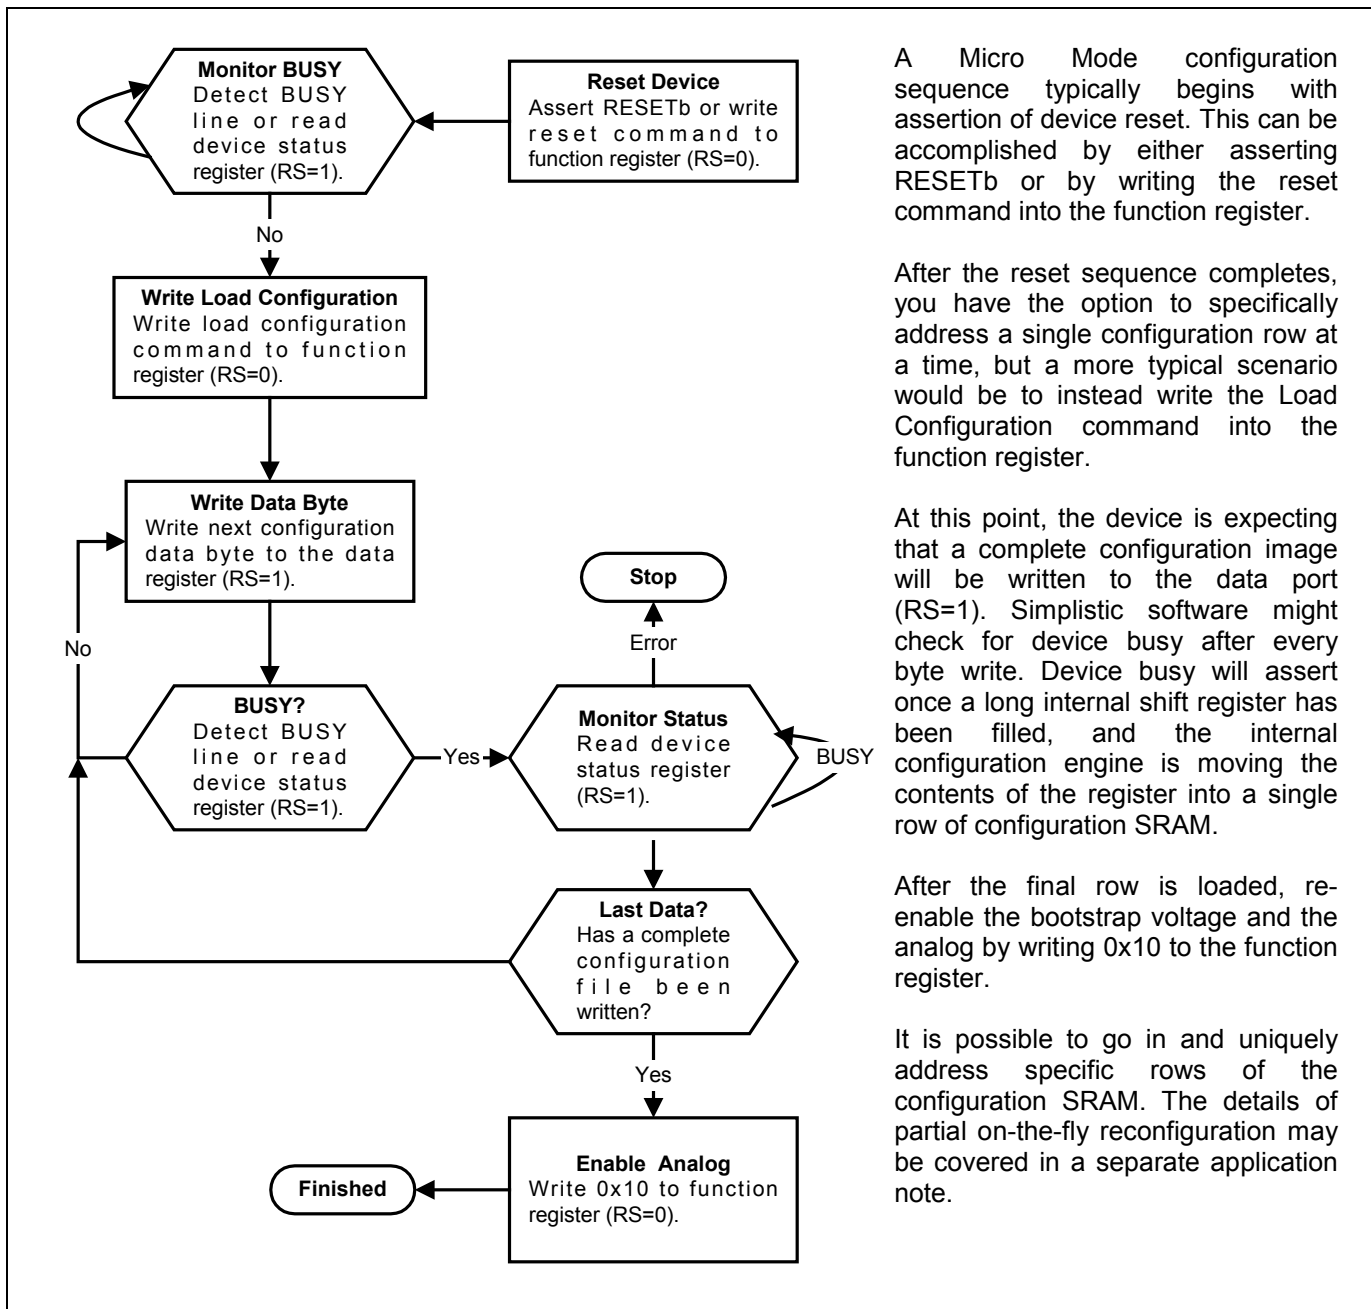 Monitor BUSY
Detect BUSY
line or read
device status
register (RS=1).
Reset Device
Assert RESETb or write
reset command to
function register (RS=0).
No
Write Load Configuration
Write load configuration
command to function
register (RS=0).
Write Data Byte
Write next configuration
data byte to the data
register (RS=1).
No
BUSY?
Detect BUSY
line or read
device status
register (RS=1).
Yes
Stop
Error
Monitor Status
Read device
status register
(RS=1).
BUSY
Last Data?
Has a complete
configuration
file been
written?
Yes
Enable Analog
Write 0x10 to function
register (RS=0).
Finished
A Micro Mode configuration
sequence typically begins with
assertion of device reset. This can be
accomplished by either asserting
RESETb or by writing the reset
command into the function register.
After the reset sequence completes,
you have the option to specifically
address a single configuration row at
a time, but a more typical scenario
would be to instead write the Load
Configuration command into the
function register.
At this point, the device is expecting
that a complete configuration image
will be written to the data port
(RS=1). Simplistic software might
check for device busy after every
byte write. Device busy will assert
once a long internal shift register has
been filled, and the internal
configuration engine is moving the
contents of the register into a single
row of configuration SRAM.
After the final row is loaded, re-
enable the bootstrap voltage and the
analog by writing 0x10 to the function
register.
It is possible to go in and uniquely
address specific rows of the
configuration SRAM. The details of
partial on-the-fly reconfiguration may
be covered in a separate application
note.